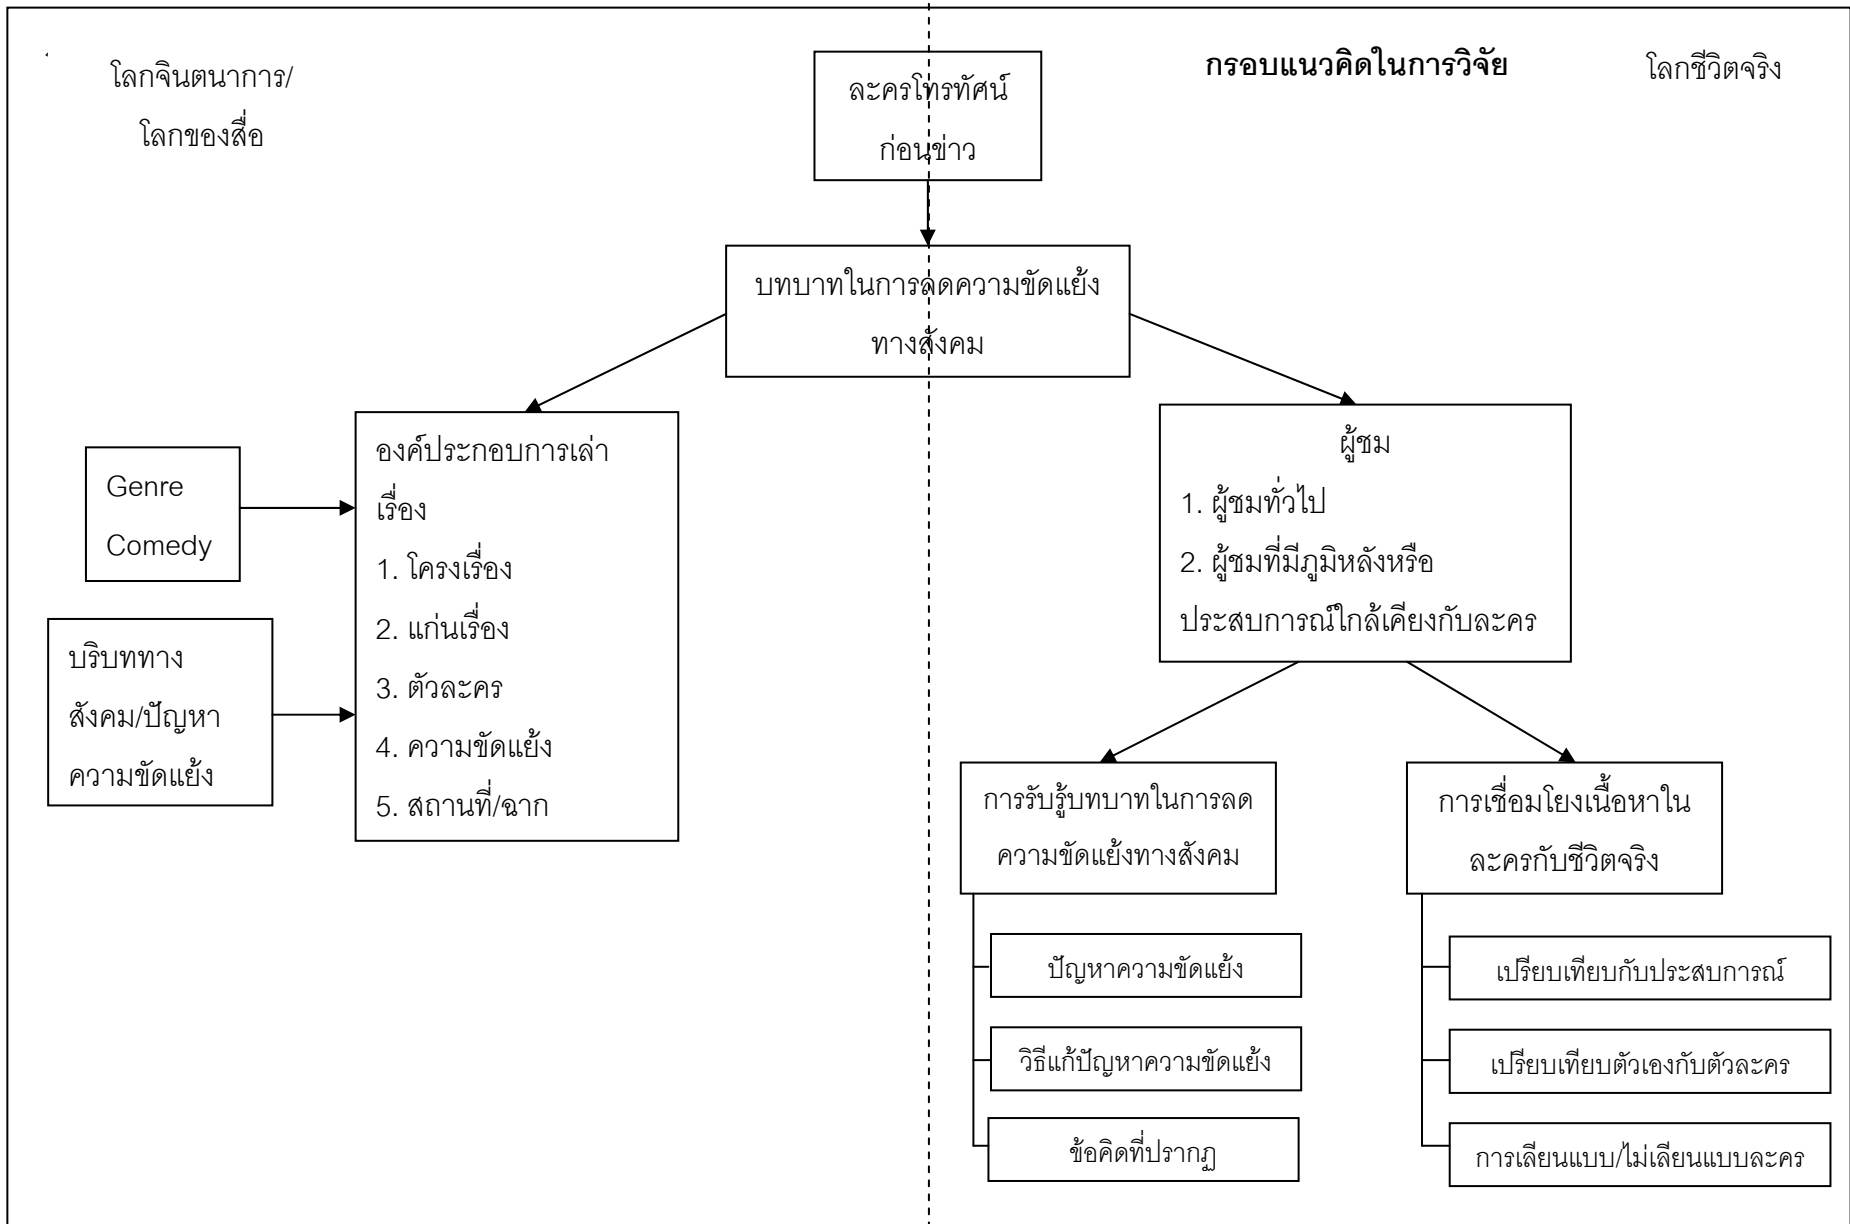 โลกจินตนาการ/
โลกของสื่อ
ละครโทรทัศน์
ก่อนข่าว
กรอบแนวคิดในการวิจัย
โลกชีวิตจริง
บทบาทในการลดความขัดแย้ง
ทางสังคม
Genre
Comedy
บริบททาง
สังคม/ปัญหา
ความขัดแย้ง
องค์ประกอบการเล่า
เรื่อง
1. โครงเรื่อง
2. แก่นเรื่อง
3. ตัวละคร
4. ความขัดแย้ง
5. สถานที่/ฉาก
ผู้ชม
1. ผู้ชมทั่วไป
2. ผู้ชมที่มีภูมิหลังหรือ
ประสบการณ์ใกล้เคียงกับละคร
การรับรู้บทบาทในการลด
ความขัดแย้งทางสังคม
ปัญหาความขัดแย้ง
วิธีแก้ปัญหาความขัดแย้ง
ข้อคิดที่ปรากฏ
การเชื่อมโยงเนื้อหาใน
ละครกับชีวิตจริง
เปรียบเทียบกับประสบการณ์
เปรียบเทียบตัวเองกับตัวละคร
การเลียนแบบ/ไม่เลียนแบบละคร